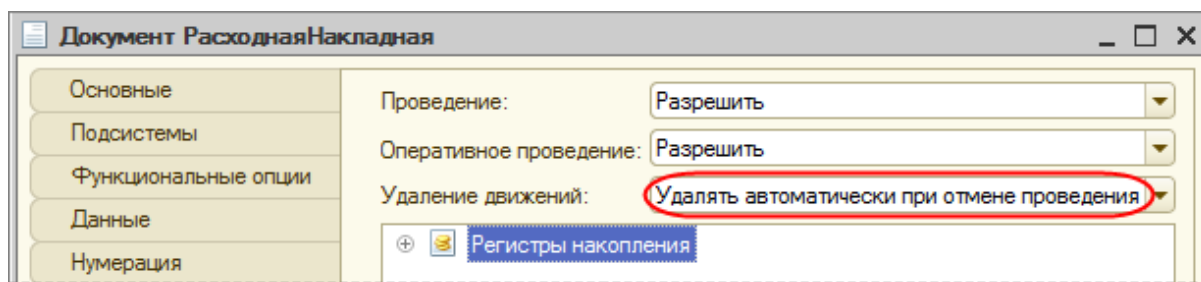 Документ РасходнаяНакладная
Основные
Подсистемы
Функциональные опции
Данные
Нумерация
Проведение: Разрешить
Оперативное проведение: Разрешить
Удаление движений: Удалять автоматически при отмене проведения
Регистры накопления